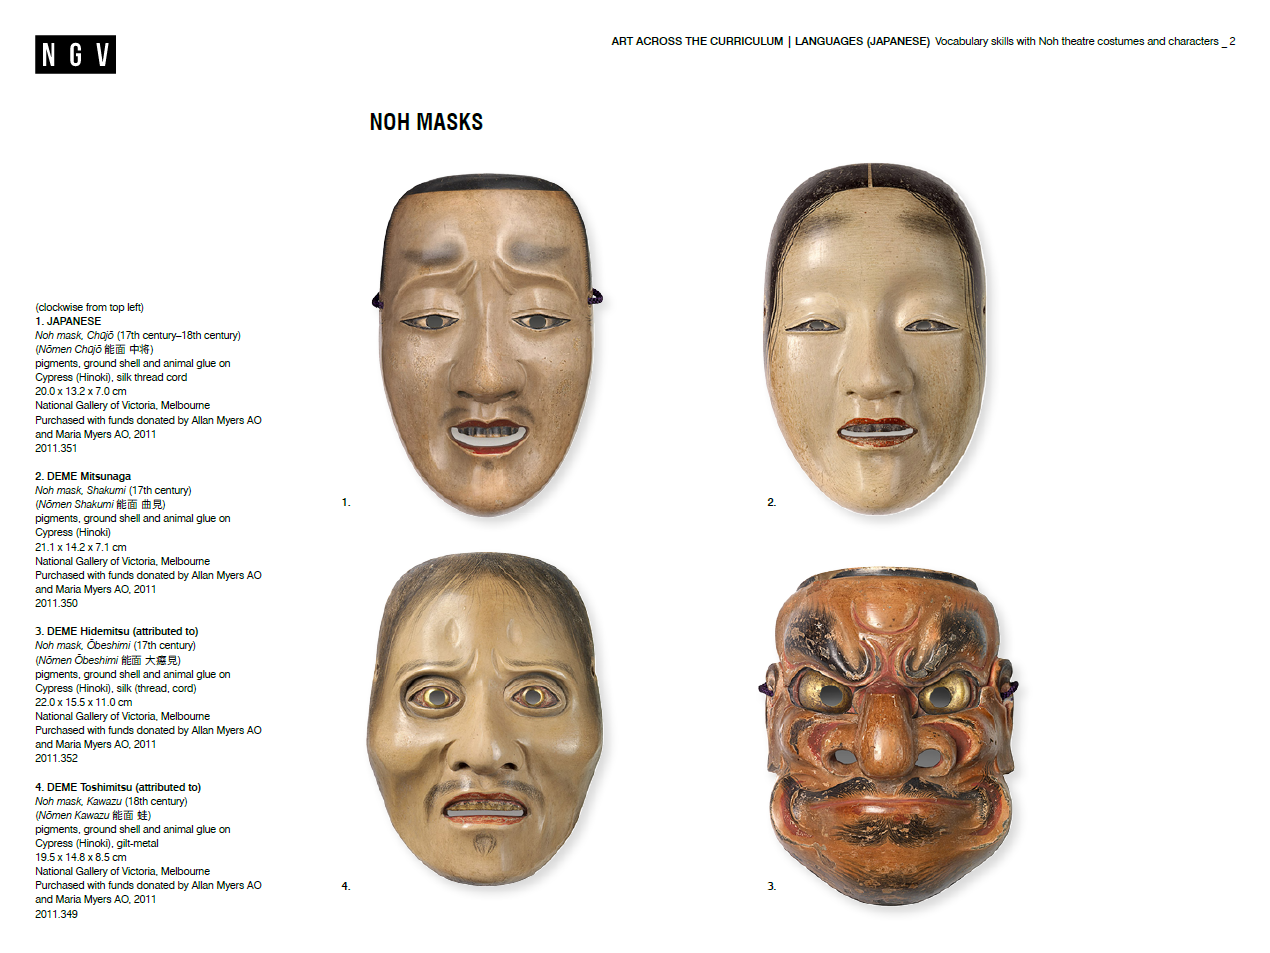 NGV
ART ACROSS THE CURRICULUM | LANGUAGES (JAPANESE) Vocabulary skills with Noh theatre costumes and characters _ 2
NOH MASKS
(clockwise from top left)
1. JAPANESE
Noh mask, Chūjō (17th century–18th century)
(Nōmen Chūjō 能面 中将)
pigments, ground shell and animal glue on
Cypress (Hinoki), silk thread cord
20.0 x 13.2 x 7.0 cm
National Gallery of Victoria, Melbourne
Purchased with funds donated by Allan Myers AO
and Maria Myers AO, 2011
2011.351
2. DEME Mitsunaga
Noh mask, Shakumi (17th century)
(Nōmen Shakumi 能面 曲見)
pigments, ground shell and animal glue on
Cypress (Hinoki)
21.1 x 14.2 x 7.1 cm
National Gallery of Victoria, Melbourne
Purchased with funds donated by Allan Myers AO
and Maria Myers AO, 2011
2011.350
3. DEME Hidemitsu (attributed to)
Noh mask, Ōbeshimi (17th century)
(Nōmen Ōbeshimi 能面 大癋見)
pigments, ground shell and animal glue on
Cypress (Hinoki), silk (thread, cord)
22.0 x 15.5 x 11.0 cm
National Gallery of Victoria, Melbourne
Purchased with funds donated by Allan Myers AO
and Maria Myers AO, 2011
2011.352
4. DEME Toshimitsu (attributed to)
Noh mask, Kawazu (18th century)
(Nōmen Kawazu 能面 蛙)
pigments, ground shell and animal glue on
Cypress (Hinoki), gilt-metal
19.5 x 14.8 x 8.5 cm
National Gallery of Victoria, Melbourne
Purchased with funds donated by Allan Myers AO
and Maria Myers AO, 2011
2011.349
1.
2.
4.
3.